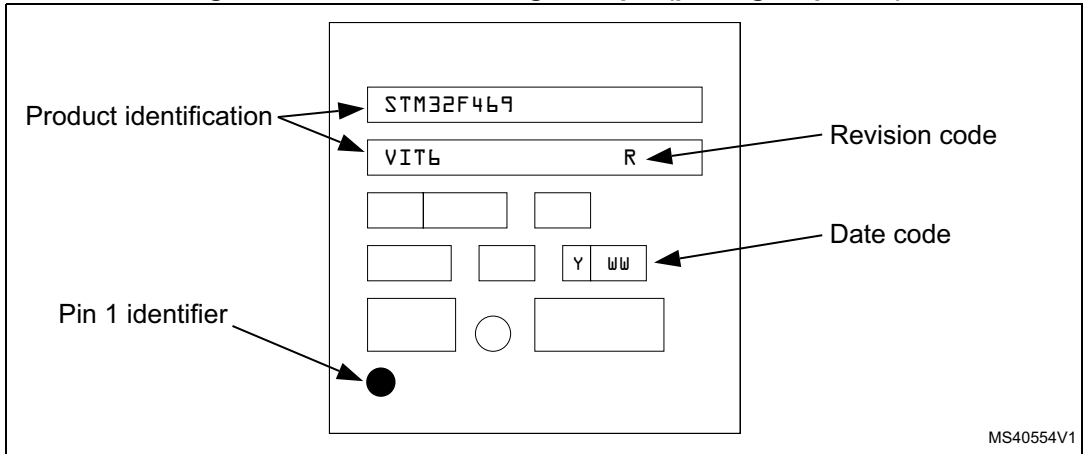 STM32F469
Product identification
VIT6 R
Revision code
Y WW
Date code
Pin 1 identifier
MS40554V1